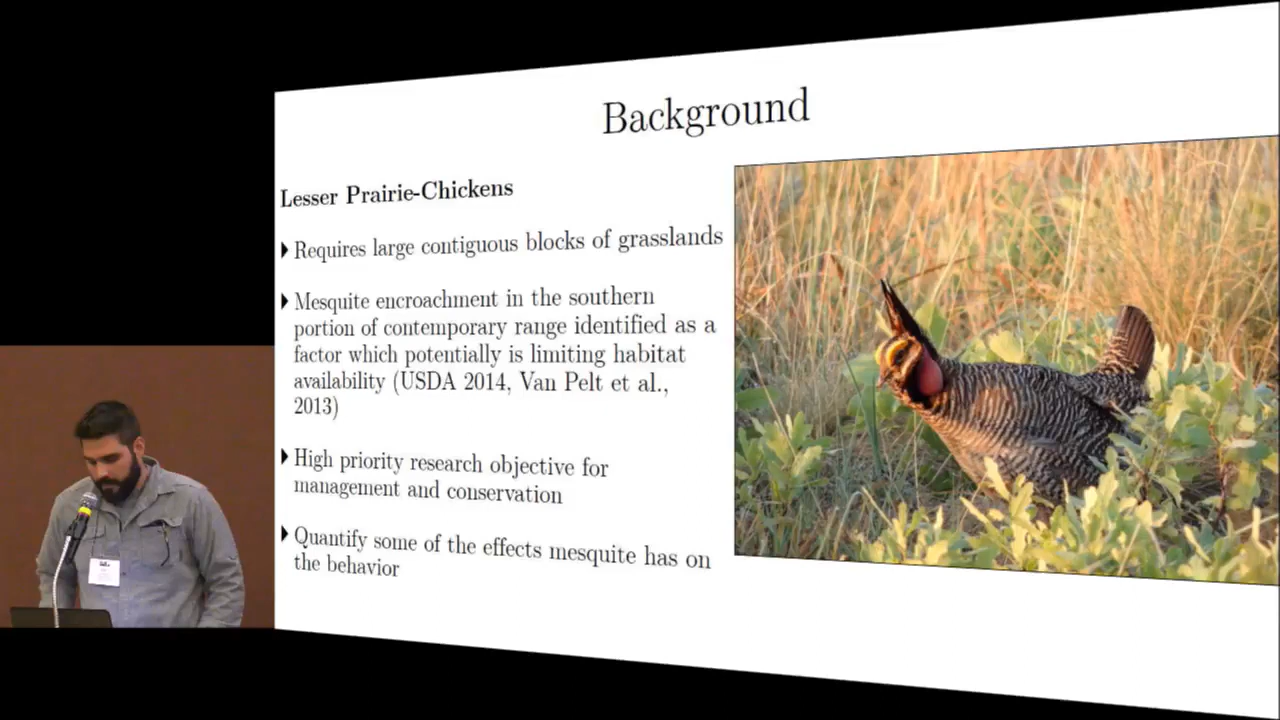 Background
Lesser Prairie-Chickens
Requires large contiguous blocks of grasslands
Mesquite encroachment in the southern
portion of contemporary range identified as a
factor which potentially is limiting habitat
availability (USDA 2014, Van Pelt et al.,
2013)
High priority research objective for
management and conservation
Quantify some of the effects mesquite has on
the behavior